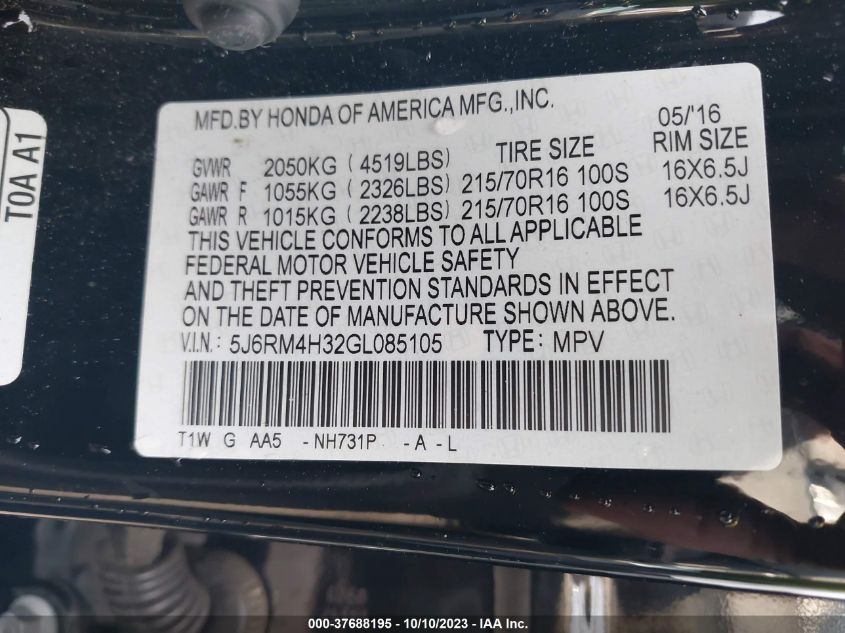 MFD.BY HONDA OF AMERICA MFG.,INC. 05/'16
TIRE SIZE RIM SIZE
GVWR 2050KG (4519LBS)
GAWR F 1055KG (2326LBS) 215/70R16 100S 16X6.5J
GAWR R 1015KG (2238LBS) 215/70R16 100S 16X6.5J
THIS VEHICLE CONFORMS TO ALL APPLICABLE
FEDERAL MOTOR VEHICLE SAFETY
AND THEFT PREVENTION STANDARDS IN EFFECT
ON THE DATE OF MANUFACTURE SHOWN ABOVE.
V.I.N.: 5J6RM4H32GL085105 TYPE: MPV
T1W G AA5 -NH731P -A -L
T0A A1
000-37688195 - 10/10/2023 - IAA Inc.